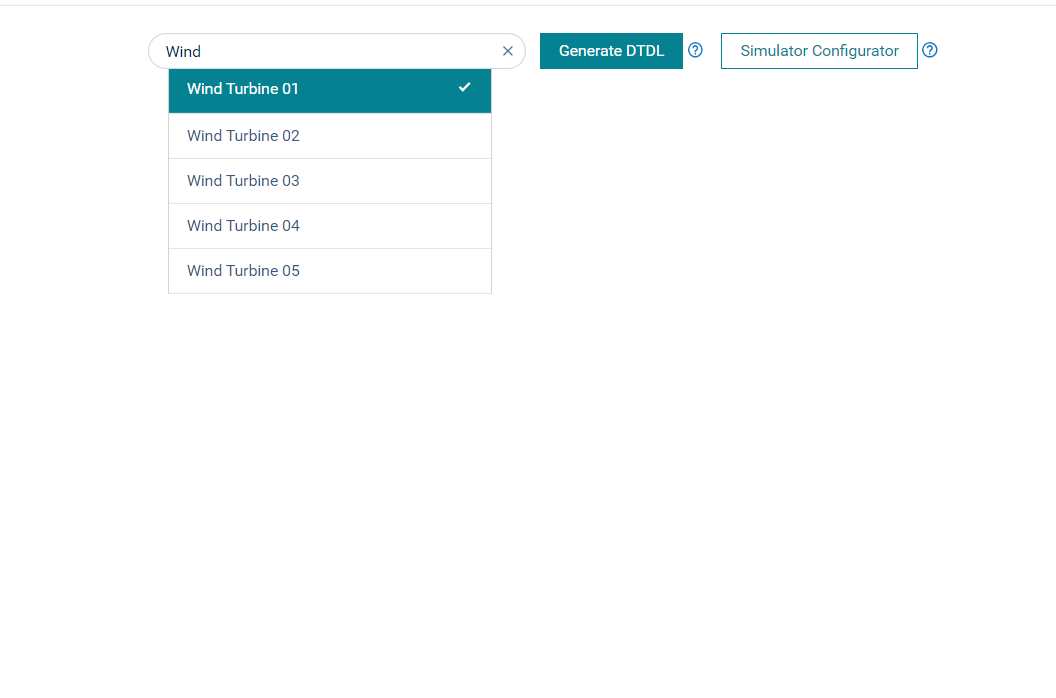 Wind
Generate DTDL
Simulator Configurator
Wind Turbine 01
Wind Turbine 02
Wind Turbine 03
Wind Turbine 04
Wind Turbine 05